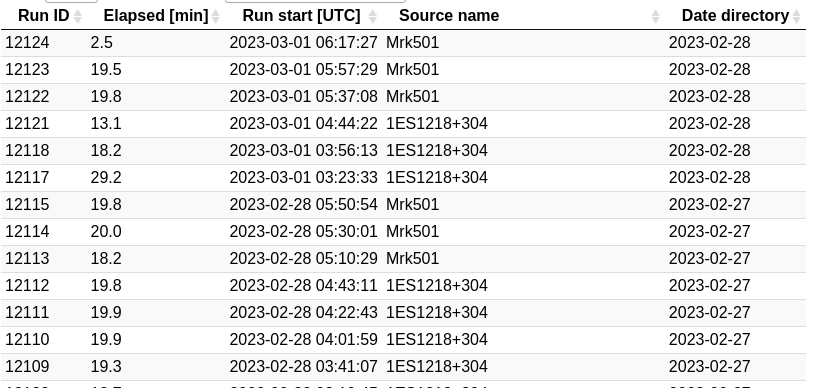 Run ID Elapsed [min] Run start [UTC] Source name Date directory
12124 2.5 2023-03-01 06:17:27 Mrk501 2023-02-28
12123 19.5 2023-03-01 05:57:29 Mrk501 2023-02-28
12122 19.8 2023-03-01 05:37:08 Mrk501 2023-02-28
12121 13.1 2023-03-01 04:44:22 1ES1218+304 2023-02-28
12118 18.2 2023-03-01 03:56:13 1ES1218+304 2023-02-28
12117 29.2 2023-03-01 03:23:33 1ES1218+304 2023-02-28
12115 19.8 2023-02-28 05:50:54 Mrk501 2023-02-27
12114 20.0 2023-02-28 05:30:01 Mrk501 2023-02-27
12113 18.2 2023-02-28 05:10:29 Mrk501 2023-02-27
12112 19.8 2023-02-28 04:43:11 1ES1218+304 2023-02-27
12111 19.9 2023-02-28 04:22:43 1ES1218+304 2023-02-27
12110 19.9 2023-02-28 04:01:59 1ES1218+304 2023-02-27
12109 19.3 2023-02-28 03:41:07 1ES1218+304 2023-02-27